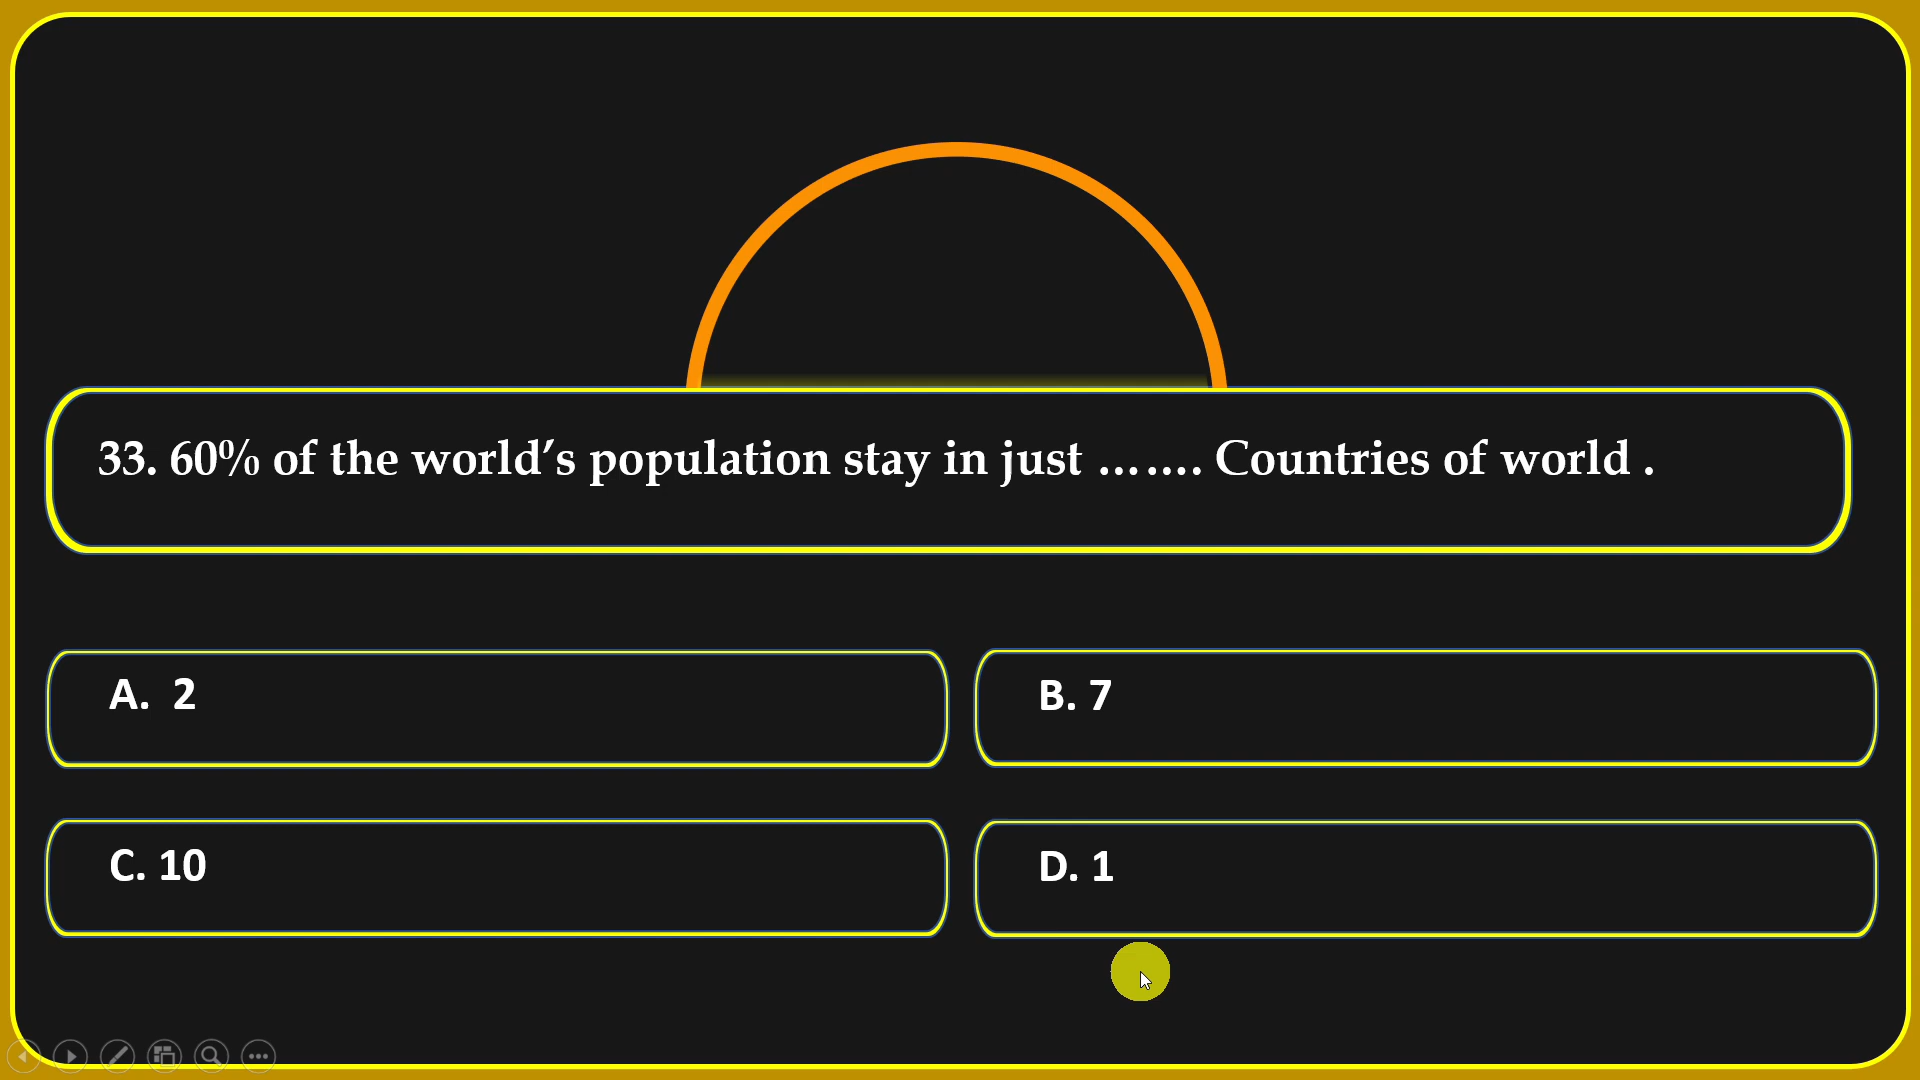 33. 60% of the world’s population stay in just ……. Countries of world .
A. 2
B. 7
C. 10
D. 1